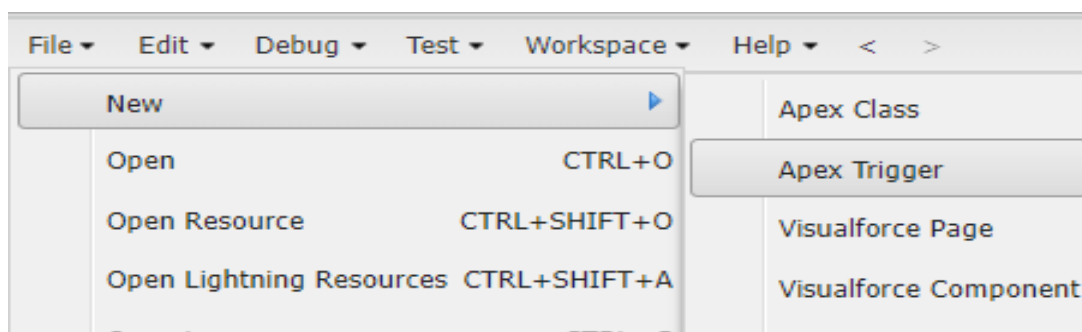 File Edit Debug Test Workspace Help < >
New
Apex Class
Open CTRL+O
Apex Trigger
Open Resource CTRL+SHIFT+O
Visualforce Page
Open Lightning Resources CTRL+SHIFT+A
Visualforce Component